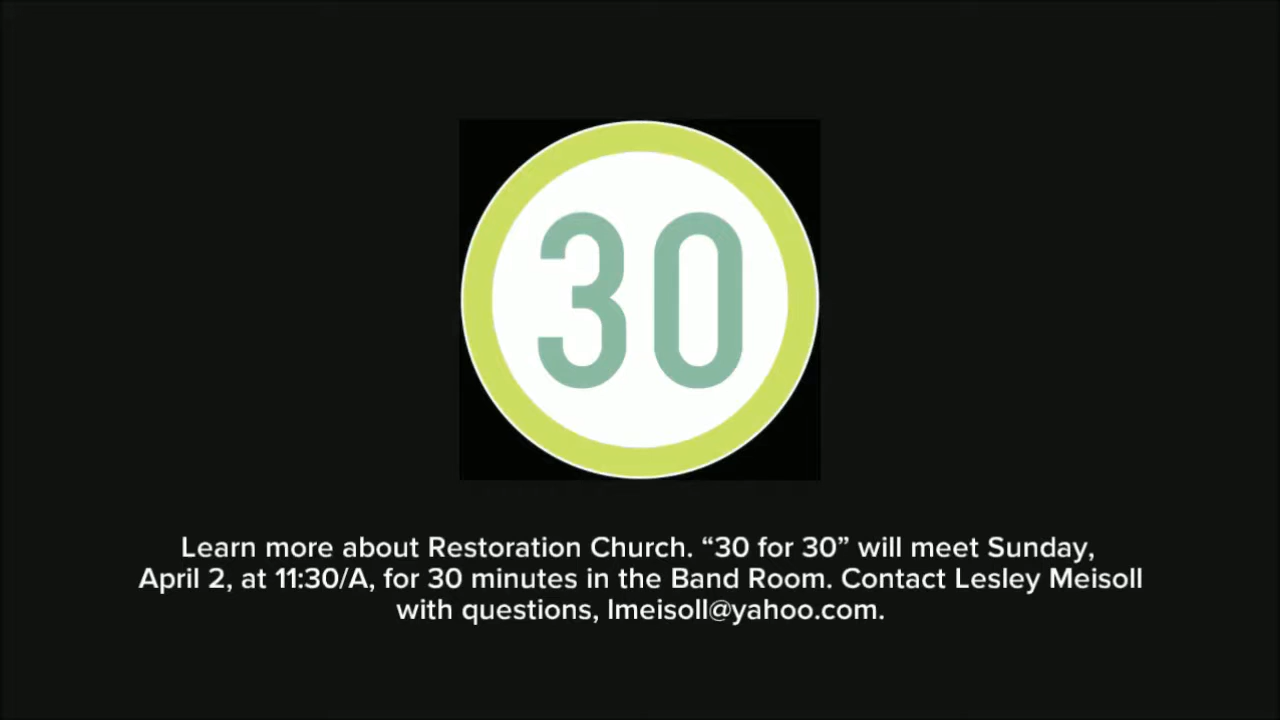 30
Learn more about Restoration Church. “30 for 30” will meet Sunday,
April 2, at 11:30/A, for 30 minutes in the Band Room. Contact Lesley Meisoll
with questions, lmeisoll@yahoo.com.